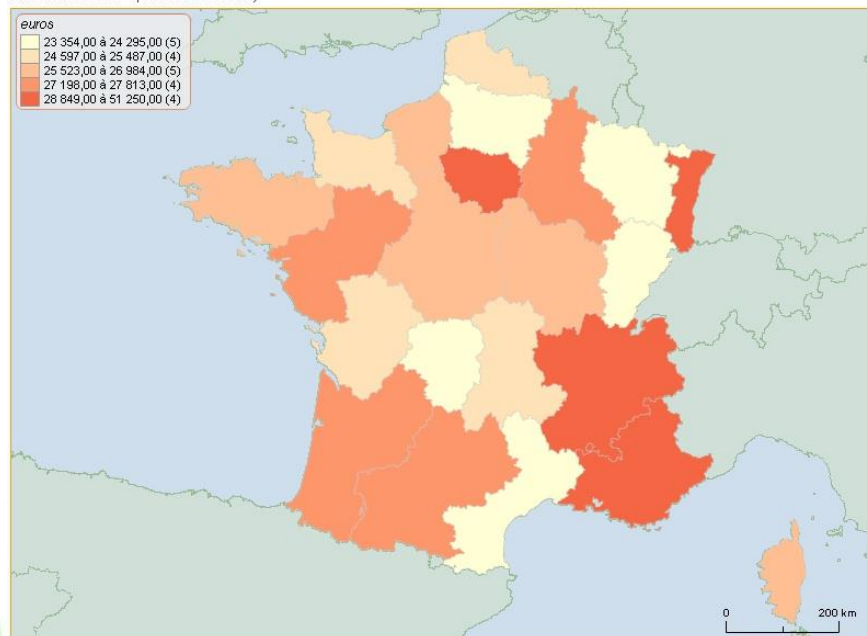 euros
23 354,00 à 24 295,00 (5)
24 597,00 à 25 487,00 (4)
25 523,00 à 26 984,00 (5)
27 198,00 à 27 813,00 (4)
28 849,00 à 51 250,00 (4)
0 200 km